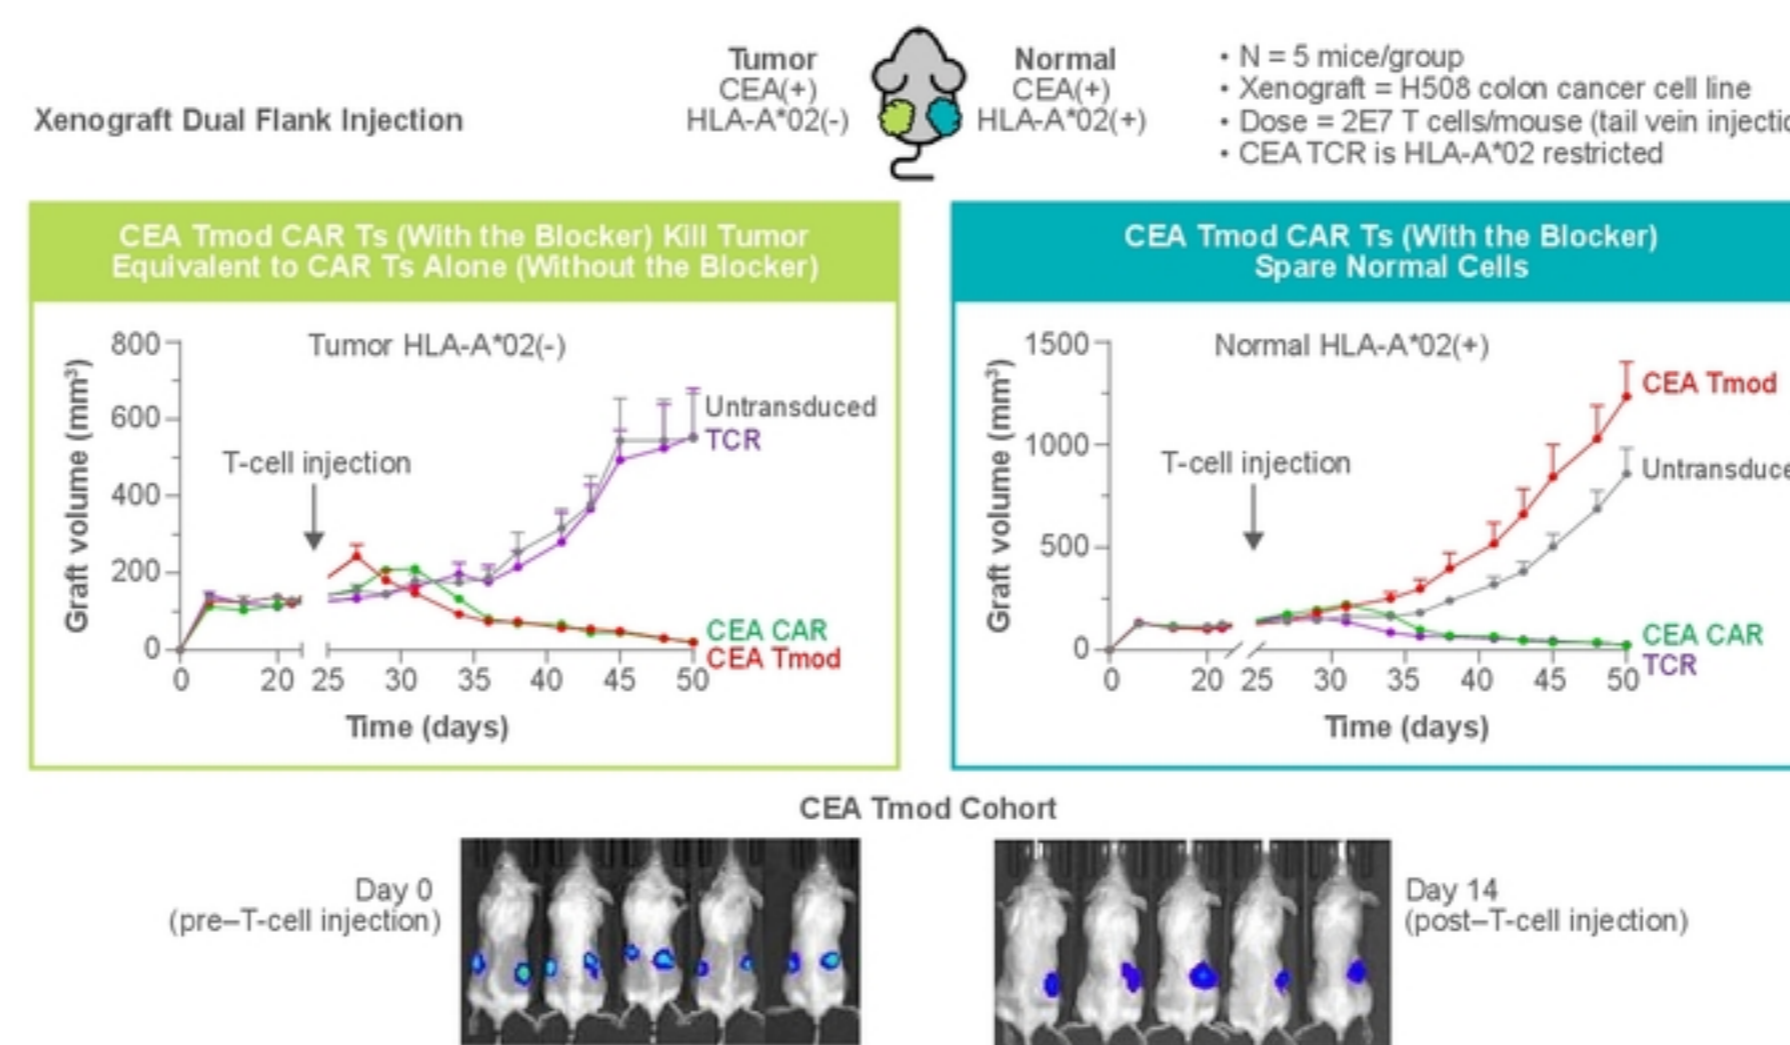 Xenograft Dual Flank Injection
Tumor
CEA(+)
HLA-A*02(-)
Normal
CEA(+)
HLA-A*02(+)
• N = 5 mice/group
• Xenograft = H508 colon cancer cell line
• Dose = 2E7 T cells/mouse (tail vein injectio
• CEA TCR is HLA-A*02 restricted
CEA Tmod CAR Ts (With the Blocker) Kill Tumor
Equivalent to CAR Ts Alone (Without the Blocker)
Tumor HLA-A*02(-)
Graft volume (mm³)
800
600
400
200
0
T-cell injection
Untransduced
TCR
CEA CAR
CEA Tmod
0 20 25 30 35 40 45 50
Time (days)
CEA Tmod CAR Ts (With the Blocker)
Spare Normal Cells
Normal HLA-A*02(+)
Graft volume (mm³)
1500
1000
500
0
T-cell injection
CEA Tmod
Untransduce
CEA CAR
TCR
0 20 25 30 35 40 45 50
Time (days)
CEA Tmod Cohort
Day 0
(pre–T-cell injection)
Day 14
(post–T-cell injection)